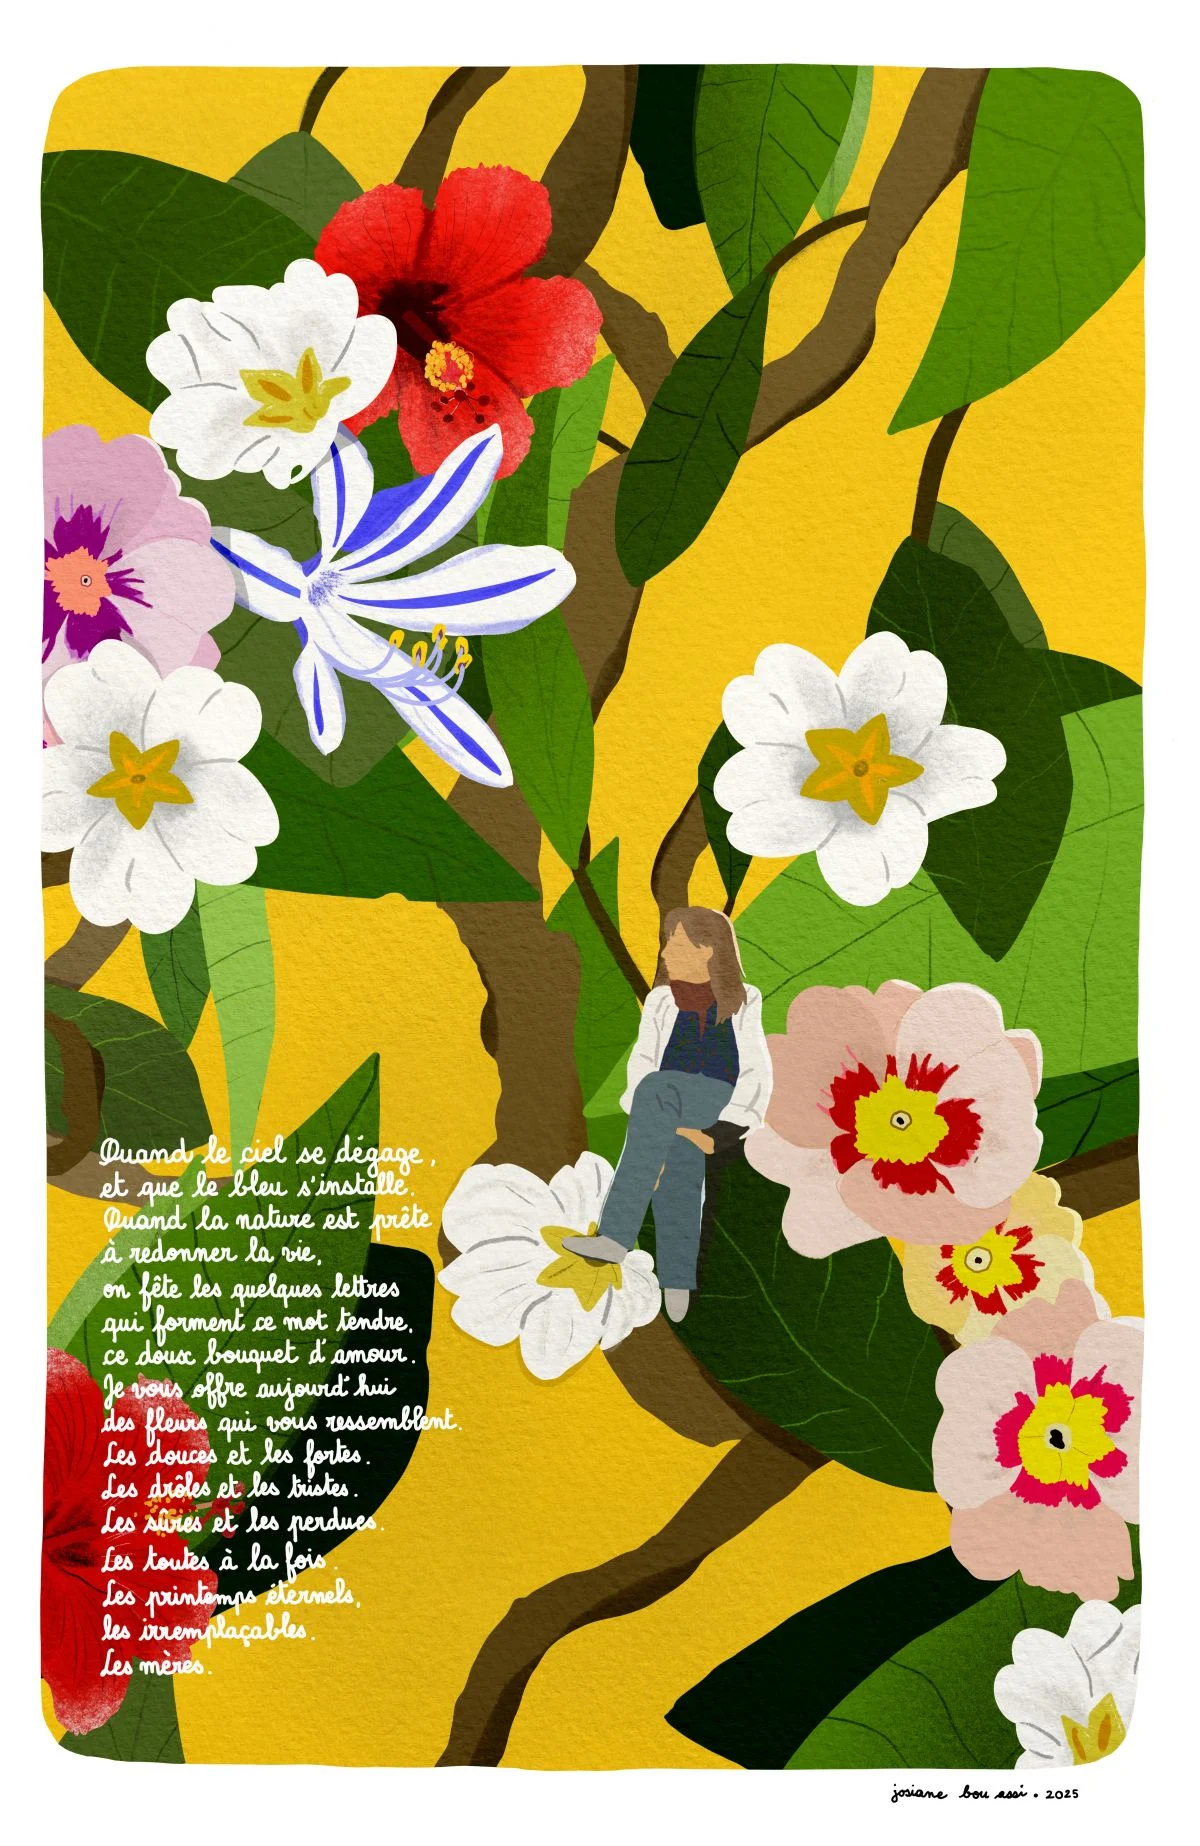 Quand le ciel se dégage,
et que le bleu s'installe.
Quand la nature est prête
à redonner la vie,
on fête les quelques lettres
qui forment ce mot tendre,
ce doux bouquet d'amour.
Je vous offre aujourd'hui
des fleurs qui vous ressemblent.
Les douces et les fortes.
Les drôles et les tristes.
Les sûres et les perdues.
Les toutes à la fois.
Les printemps éternels,
les irremplaçables.
Les mères.
josiane bou assi • 2025